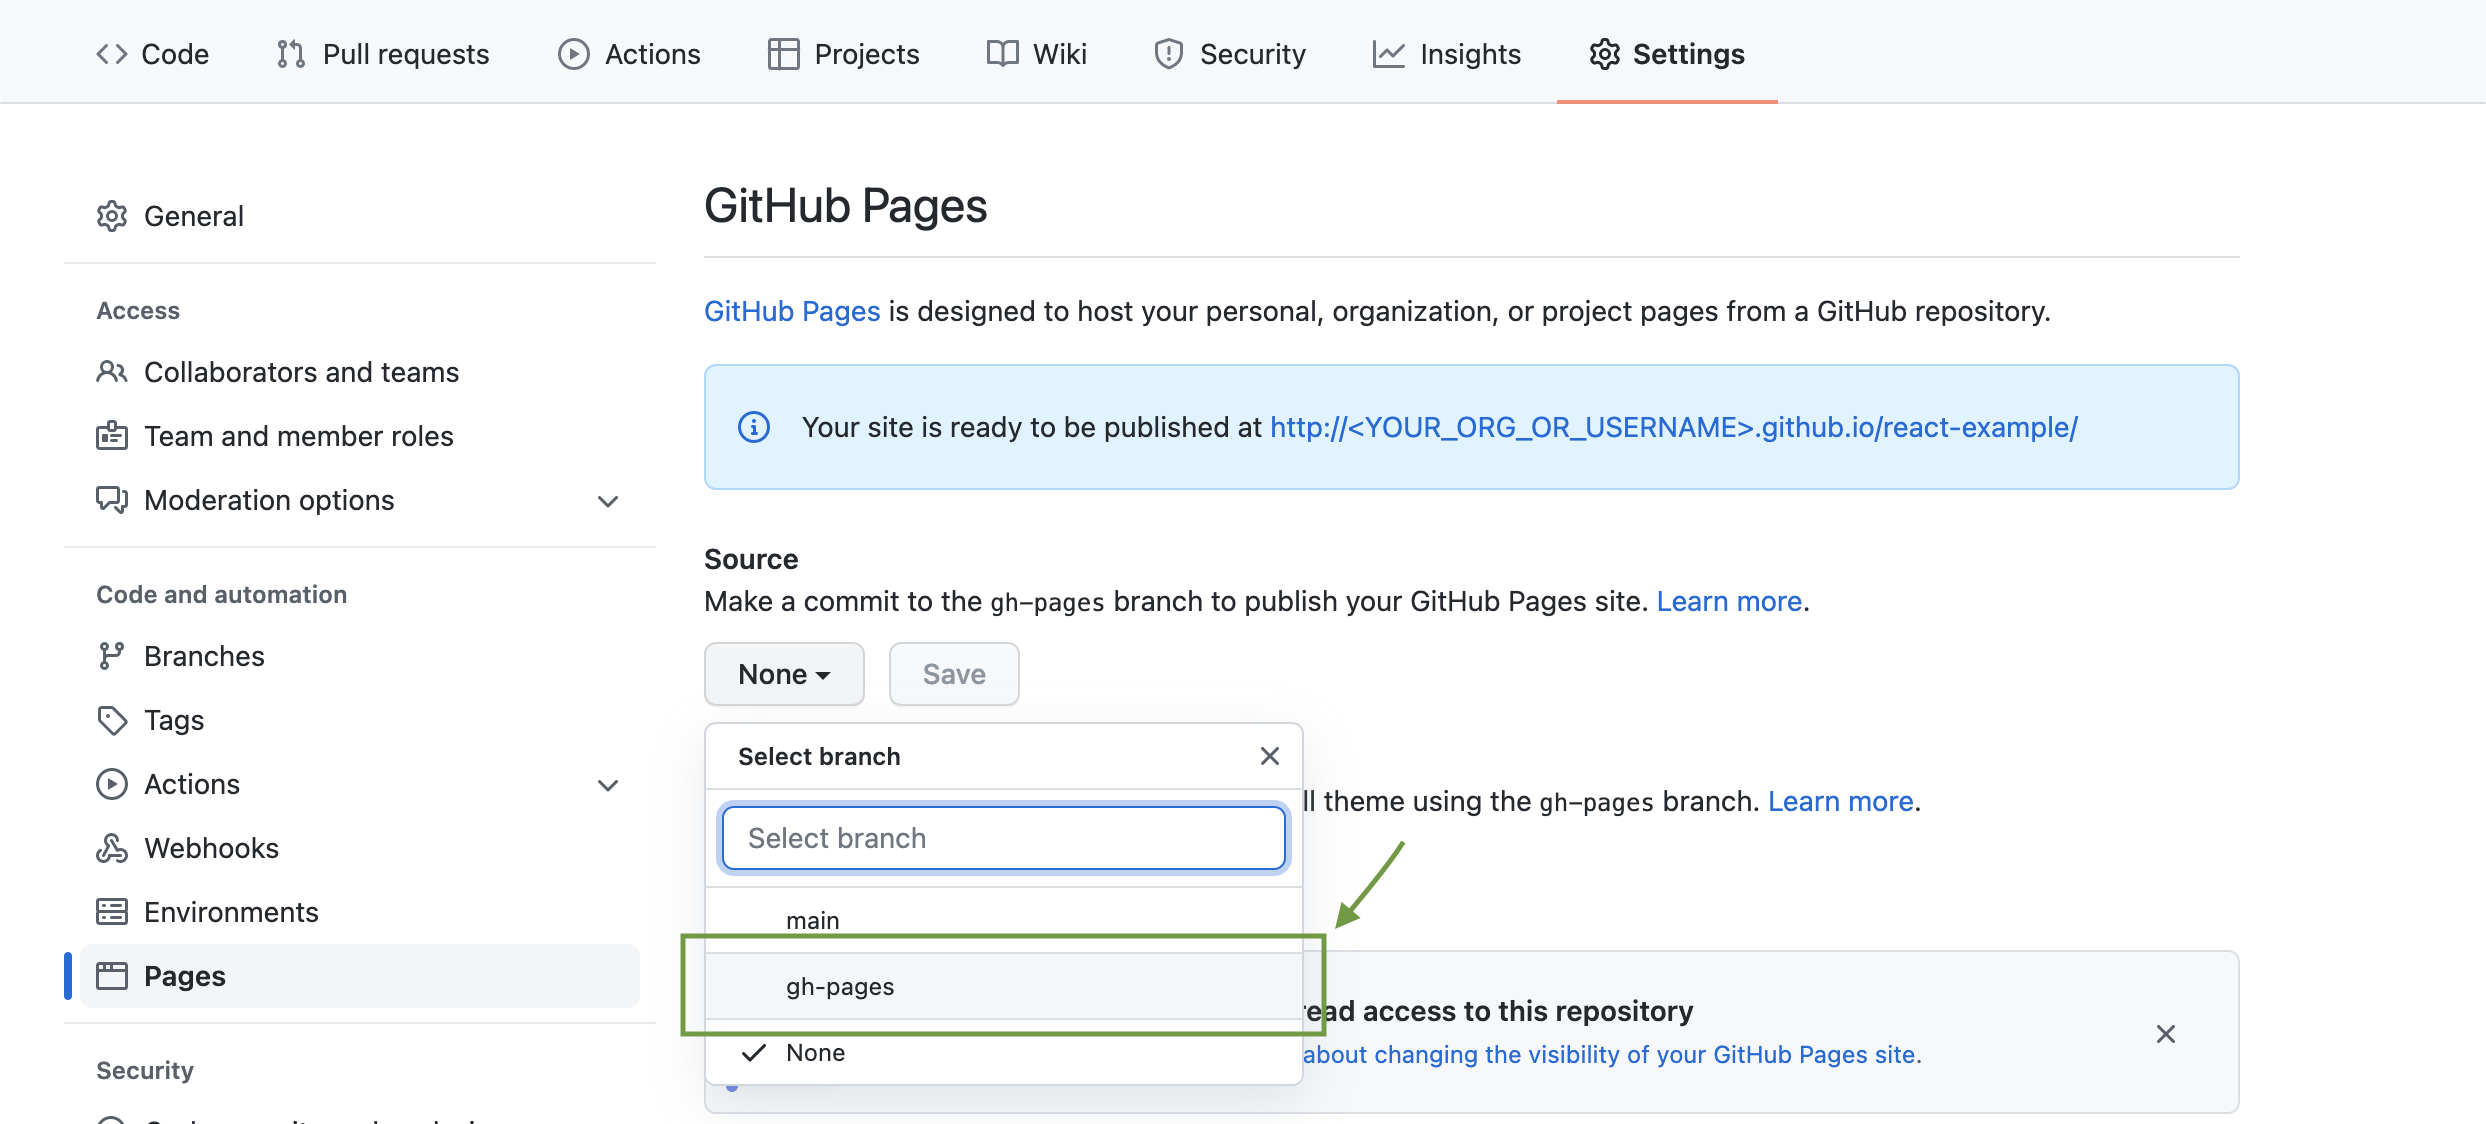 Code Pull requests Actions Projects Wiki Security Insights Settings
General
Access
Collaborators and teams
Team and member roles
Moderation options
Code and automation
Branches
Tags
Actions
Webhooks
Environments
Pages
Security
GitHub Pages
GitHub Pages is designed to host your personal, organization, or project pages from a GitHub repository.
Your site is ready to be published at http://<YOUR_ORG_OR_USERNAME>.github.io/react-example/
Source
Make a commit to the gh-pages branch to publish your GitHub Pages site. Learn more.
None Save
Select branch
Select branch
main
gh-pages
None
theme using the gh-pages branch. Learn more.
read access to this repository
about changing the visibility of your GitHub Pages site.